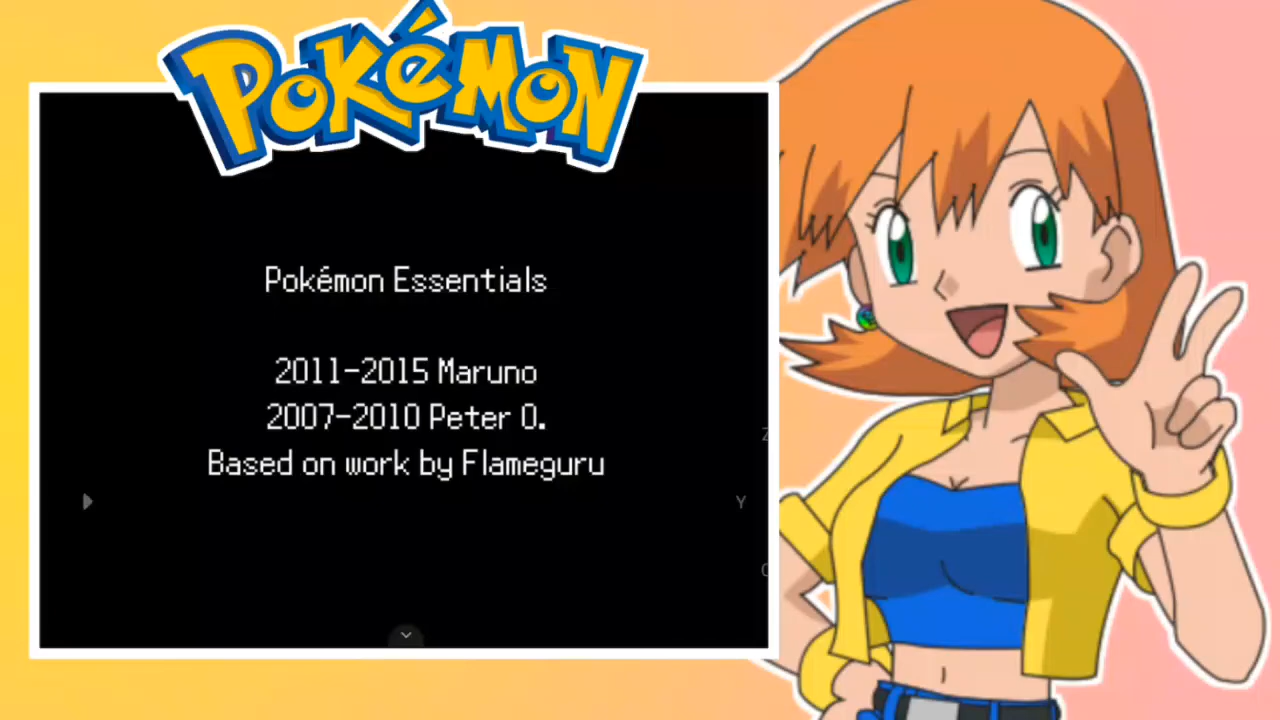 POKéMON
Pokémon Essentials
2011-2015 Maruno
2007-2010 Peter O.
Based on work by Flameguru
Y